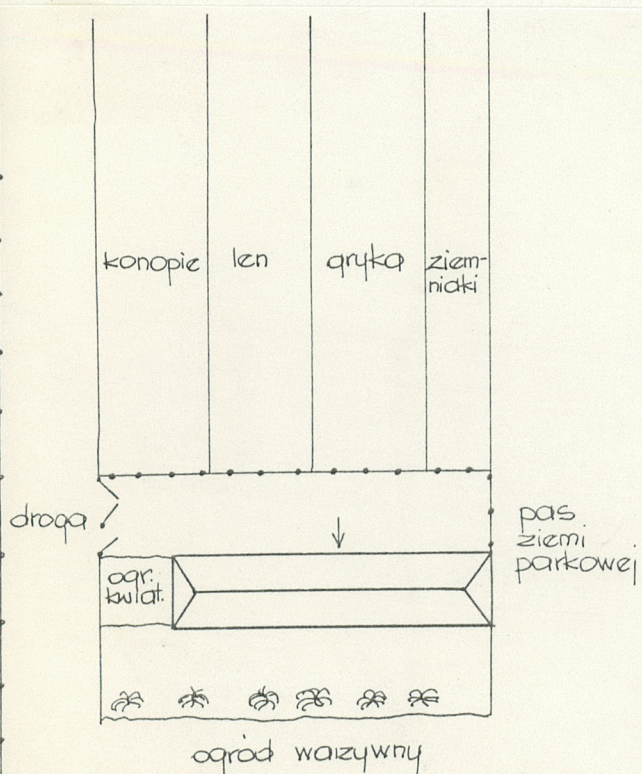 konopie
len
gryka
ziem-
niaki
droga
pas
ziemi
parkowej
ogr.
kwiat.
ogród warzywny